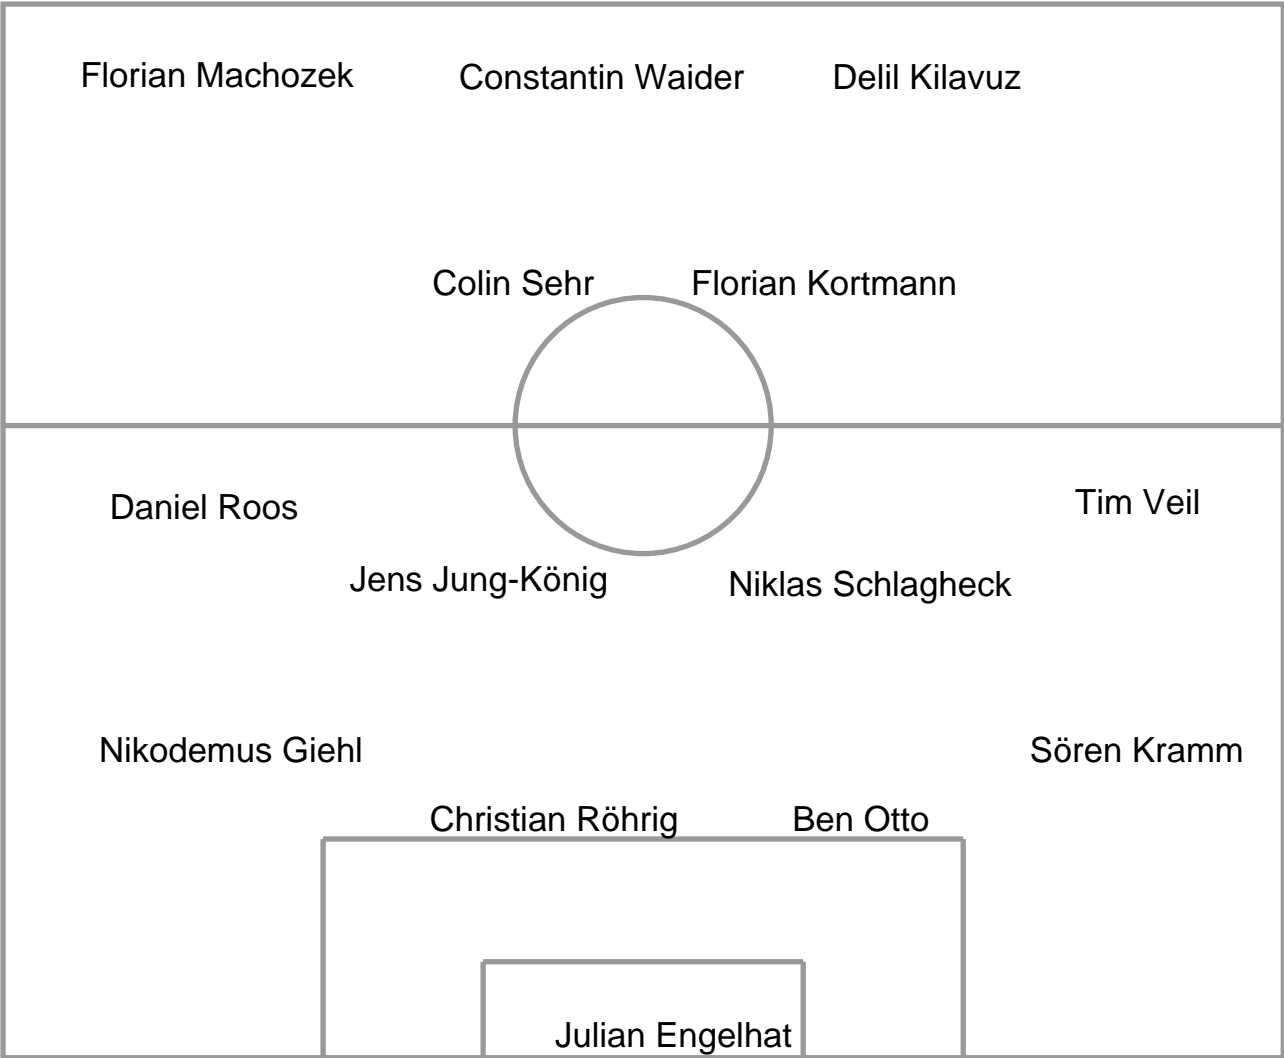 Florian Machozek Constantin Waider Delil Kilavuz
Colin Sehr Florian Kortmann
Daniel Roos Tim Veil
Jens Jung-König Niklas Schlagheck
Nikodemus Giehl Sören Kramm
Christian Röhrig Ben Otto
Julian Engelhat